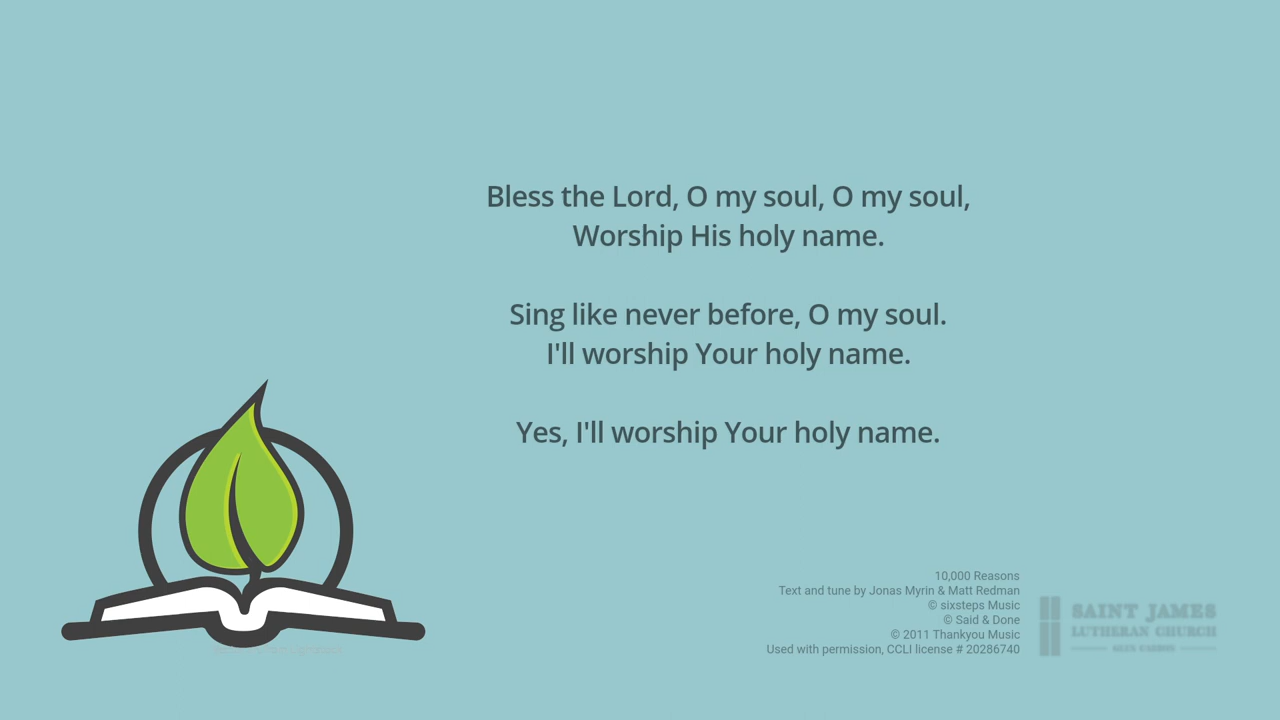 Bless the Lord, O my soul, O my soul,
Worship His holy name.
Sing like never before, O my soul.
I'll worship Your holy name.
Yes, I'll worship Your holy name.
10,000 Reasons
Text and tune by Jonas Myrin & Matt Redman
© sixsteps Music
© Said & Done
© 2011 Thankyou Music
Used with permission, CCLI license # 20286740
SAINT JAMES
LUTHERAN CHURCH